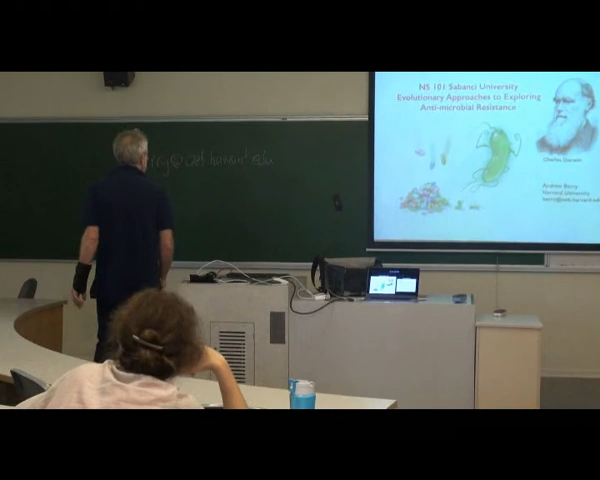 NS 101 Sabanci University
Evolutionary Approaches to Exploring
Anti-microbial Resistance
Charles Darwin
Andrew Berry
Harvard University